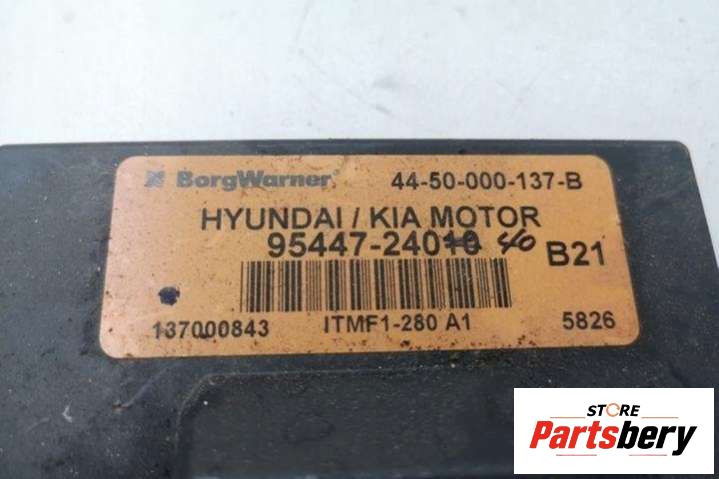 BorgWarner 44-50-000-137-B
HYUNDAI / KIA MOTOR
95447-24010 40 B21
137000843 ITMF1-280 A1 5826
STORE
Partsbery